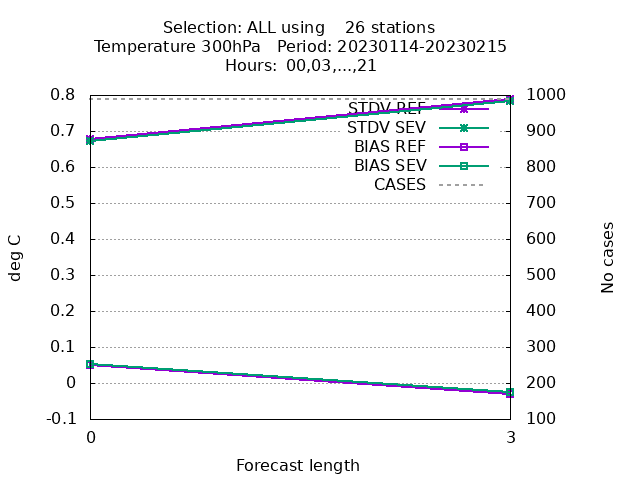 Selection: ALL using 26 stations
Temperature 300hPa Period: 20230114-20230215
Hours: 00,03,...,21
0.8
0.7
0.6
0.5
0.4
0.3
0.2
0.1
0
-0.1
deg C
STDV REF
STDV SEV
BIAS REF
BIAS SEV
CASES
1000
900
800
700
600
500
400
300
200
100
No cases
0
3
Forecast length